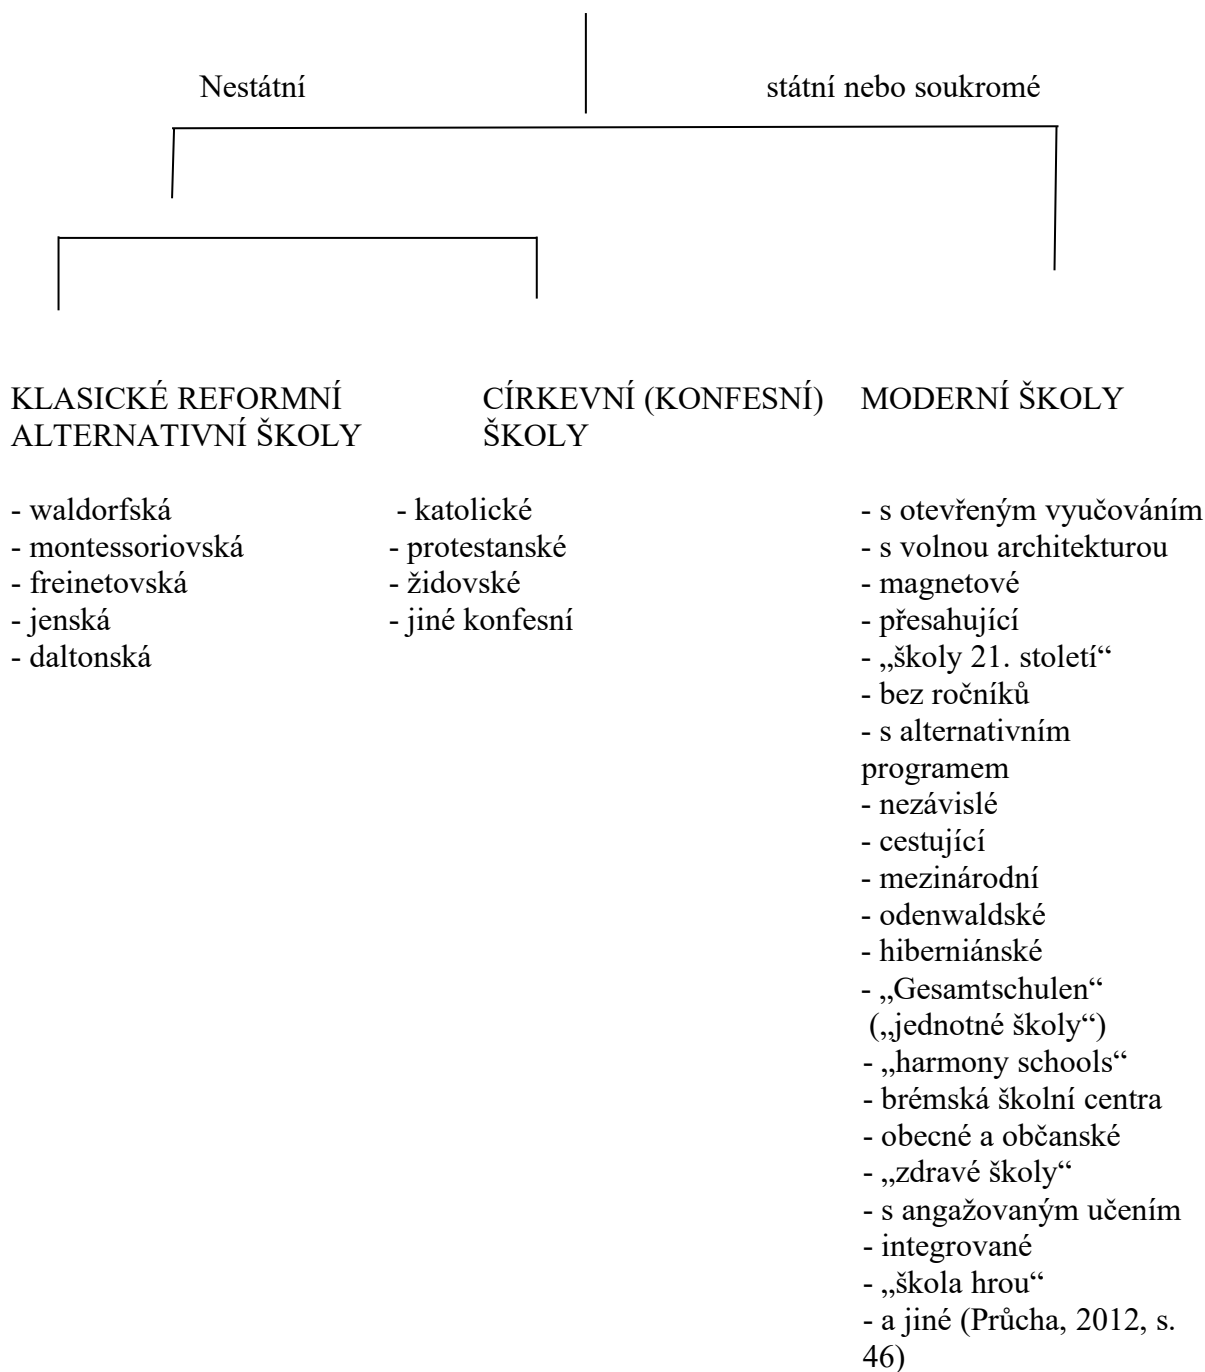 Nestátní
státní nebo soukromé
KLASICKÉ REFORMNÍ
ALTERNATIVNÍ ŠKOLY
- waldorfská
- montessoriovská
- freinetovská
- jenská
- daltonská
CÍRKEVNÍ (KONFESNÍ)
ŠKOLY
- katolické
- protestanské
- židovské
- jiné konfesní
MODERNÍ ŠKOLY
- s otevřeným vyučováním
- s volnou architekturou
- magnetové
- přesahující
- „školy 21. století“
- bez ročníků
- s alternativním
programem
- nezávislé
- cestující
- mezinárodní
- odenwaldské
- hiberniánské
- „Gesamtschulen“
(„jednotné školy“)
- „harmony schools“
- brémská školní centra
- obecné a občanské
- „zdravé školy“
- s angažovaným učením
- integrované
- „škola hrou“
- a jiné (Průcha, 2012, s.
46)